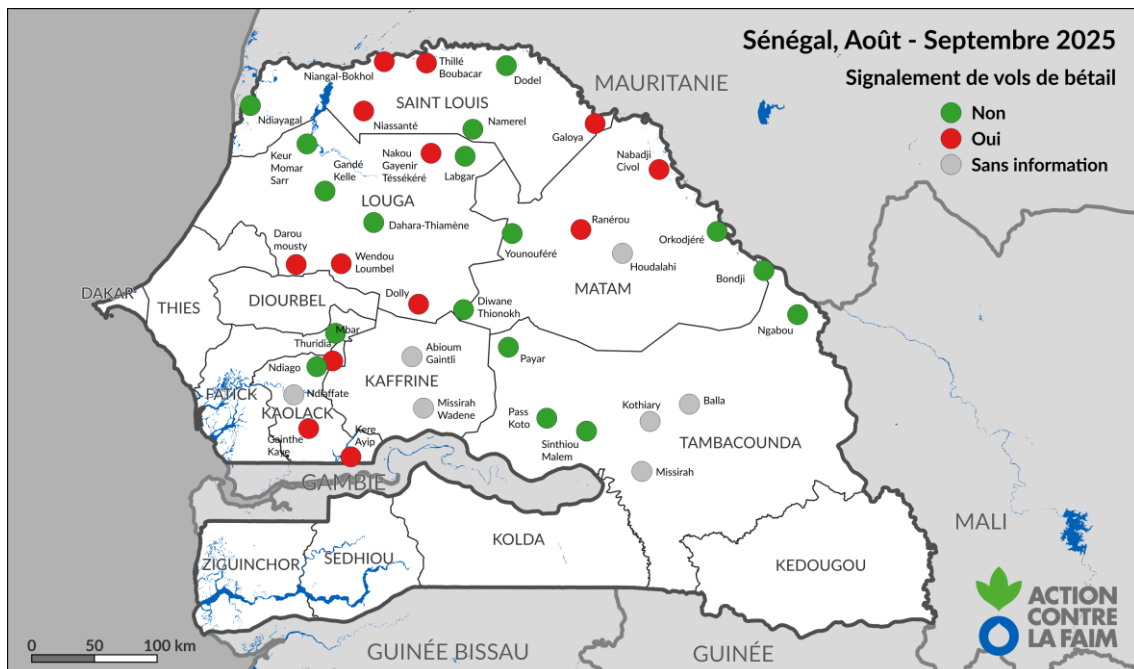 Sénégal, Août - Septembre 2025
Signalement de vols de bétail
Non
Oui
Sans information
MAURITANIE
Niangal-Bokhol
Thillé
Boubacar
Dodel
SAINT LOUIS
Ndiayagal
Niassanté
Namerel
Galoya
Keur
Momar
Sarr
Gandé
Kelle
Nakou
Gayenir
Téssékéré
Labgar
Nabadji
Civol
LOUGA
Dahara-Thiamène
Ranérou
Younouféré
Orkodjéré
Houdalahi
Darou
mousty
Wendou
Loumbel
Bondji
MATAM
DAKAR
THIES
DIOURBEL
Dolly
Diwane
Thionokh
Ngabou
Mbar
Thuridia
Abioum
Gaintli
Payar
Ndiago
KAFFRINE
FATICK
Ndiaffate
KAOLACK
Missirah
Wadene
Pass
Koto
Kothiary
Balla
Gainthe
Kaye
Kere
Ayip
Sinthiou
Malem
TAMBACOUNDA
Missirah
GAMBIE
MALI
KOLDA
ZIGUINCHOR
SEDHIOU
KEDOUGOU
ACTION
CONTRE
LA FAIM
0 50 100 km
GUINÉE BISSAU
GUINÉE